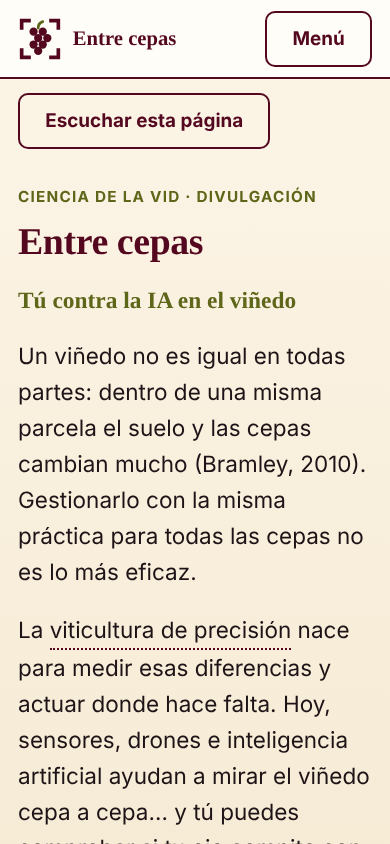 Entre cepas
Menú
Escuchar esta página
CIENCIA DE LA VID · DIVULGACIÓN
Entre cepas
Tú contra la IA en el viñedo
Un viñedo no es igual en todas
partes: dentro de una misma
parcela el suelo y las cepas
cambian mucho (Bramley, 2010).
Gestionarlo con la misma
práctica para todas las cepas no
es lo más eficaz.
La viticultura de precisión nace
para medir esas diferencias y
actuar donde hace falta. Hoy,
sensores, drones e inteligencia
artificial ayudan a mirar el viñedo
cepa a cepa... y tú puedes